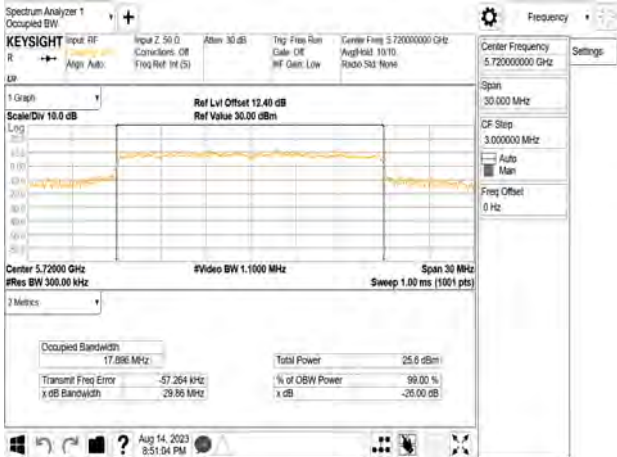 Spectrum Analyzer 1
Occupied BW
+
Frequency
KEYSIGHT
R
Input: RF
Align: Auto
Input Z: 50 Ω
Corrections: Off
Freq Ref: Int (S)
Atten: 30 dB
Trig: Free Run
Gate: Off
#IF Gain: Low
Center Freq: 5.720000000 GHz
Avg|Hold: 10/10
Radio Std: None
Center Frequency
5.720000000 GHz
Settings
Span
30.000 MHz
CF Step
3.000000 MHz
Auto
Man
Freq Offset
0 Hz
1 Graph
Scale/Div 10.0 dB
Log
Ref Lvl Offset 12.40 dB
Ref Value 30.00 dBm
Center 5.72000 GHz
#Res BW 300.00 kHz
#Video BW 1.1000 MHz
Span 30 MHz
Sweep 1.00 ms (1001 pts)
2 Metrics
Occupied Bandwidth
17.896 MHz
Total Power
25.6 dBm
Transmit Freq Error
-57.264 kHz
% of OBW Power
99.00 %
x dB Bandwidth
29.86 MHz
x dB
-26.00 dB
?
Aug 14, 2023
8:51:04 PM